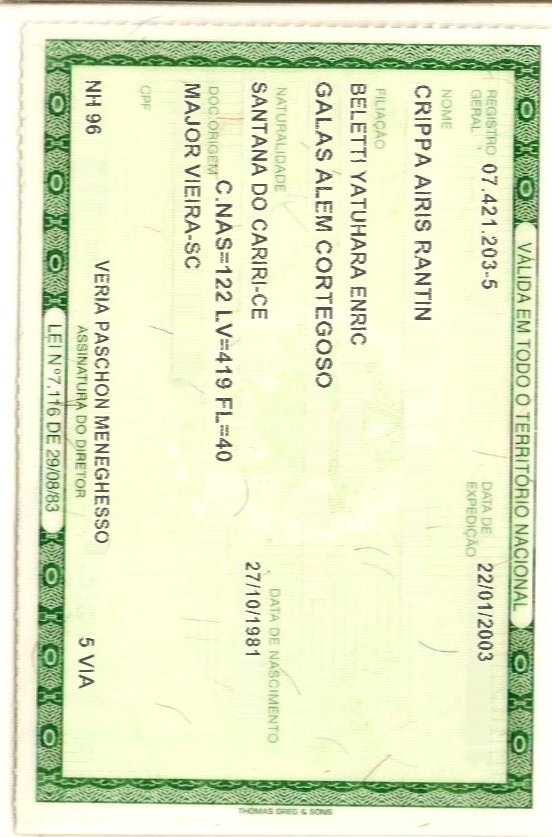 VÁLIDA EM TODO O TERRITÓRIO NACIONAL
REGISTRO GERAL 07.421.203-5 DATA DE EXPEDIÇÃO 22/01/2003
NOME
CRIPPA AIRIS RANTIN
FILIAÇÃO
BELETTI YATUHARA ENRIC
GALAS ALEM CORTEGOSO
NATURALIDADE DATA DE NASCIMENTO
SANTANA DO CARIRI-CE 27/10/1981
DOC ORIGEM C.NAS=122 LV=419 FL=40
MAJOR VIEIRA-SC
CPF
NH 96 VERIA PASCHON MENEGHESSO 5 VIA
ASSINATURA DO DIRETOR
LEI Nº 7.116 DE 29/08/83
THOMAS GREG & SONS